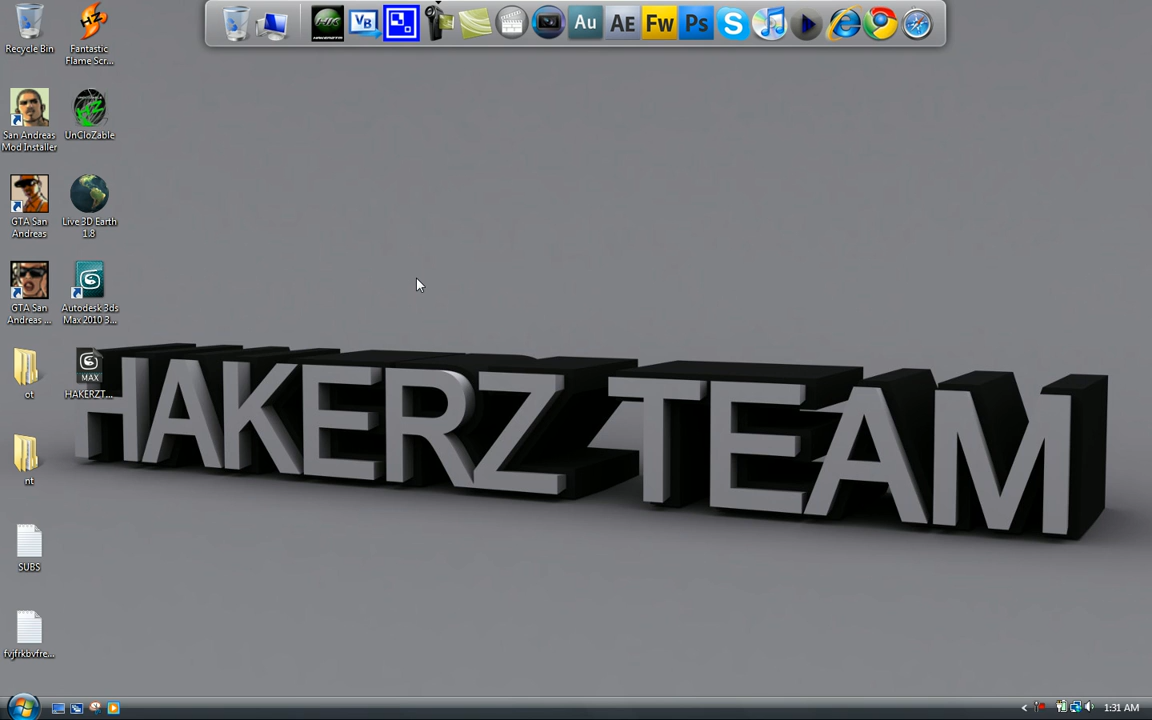 Recycle Bin
Fantastic
Flame Scr...
VB
Au
AE
Fw
Ps
San Andreas
Mod Installer
UnCloZable
GTA San
Andreas
Live 3D Earth
1.8
GTA San
Andreas ...
Autodesk 3ds
Max 2010 3...
MAX
ot
HAKERZT...
HAKERZ TEAM
nt
SUBS
fvjfrkbvfre...
1:31 AM